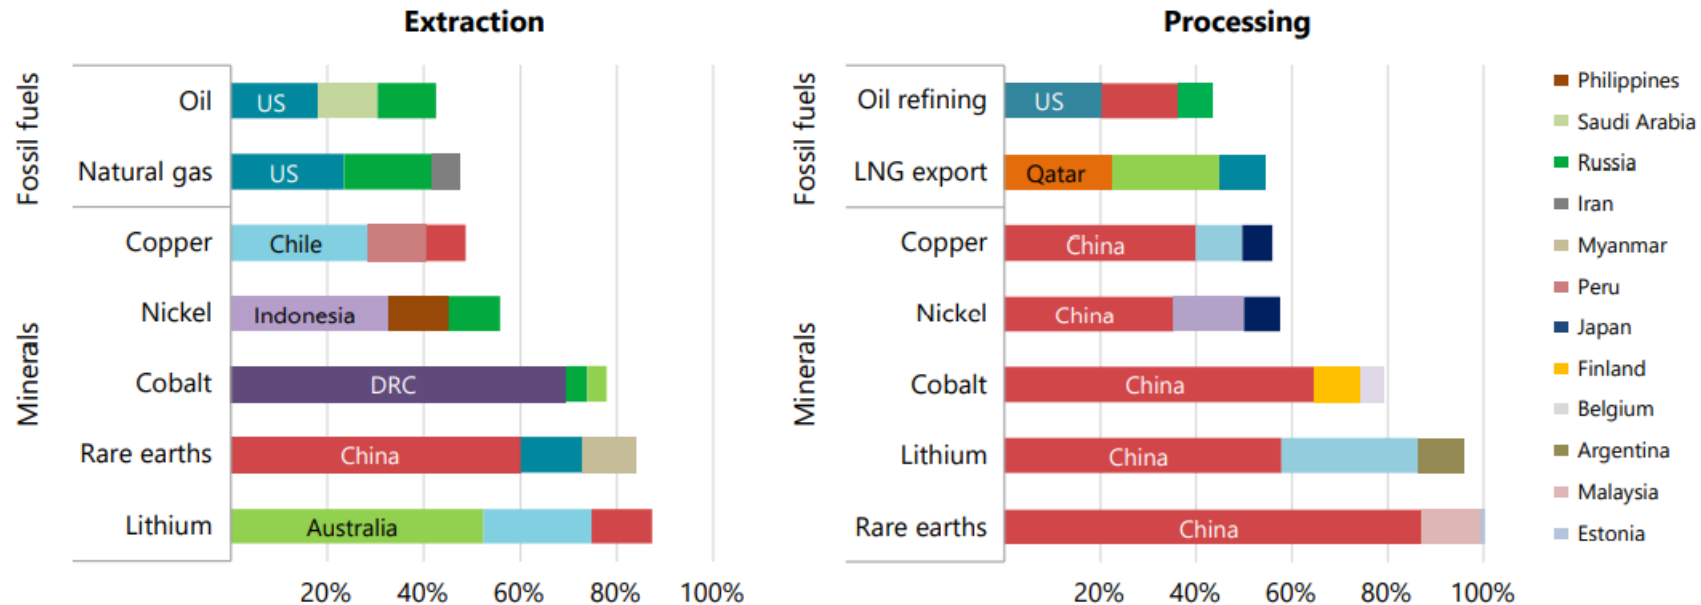 Extraction
Fossil fuels
Oil
US
Natural gas
US
Minerals
Copper
Chile
Nickel
Indonesia
Cobalt
DRC
Rare earths
China
Lithium
Australia
20% 40% 60% 80% 100%
Processing
Fossil fuels
Oil refining
US
LNG export
Qatar
Minerals
Copper
China
Nickel
China
Cobalt
China
Lithium
China
Rare earths
China
20% 40% 60% 80% 100%
Philippines
Saudi Arabia
Russia
Iran
Myanmar
Peru
Japan
Finland
Belgium
Argentina
Malaysia
Estonia